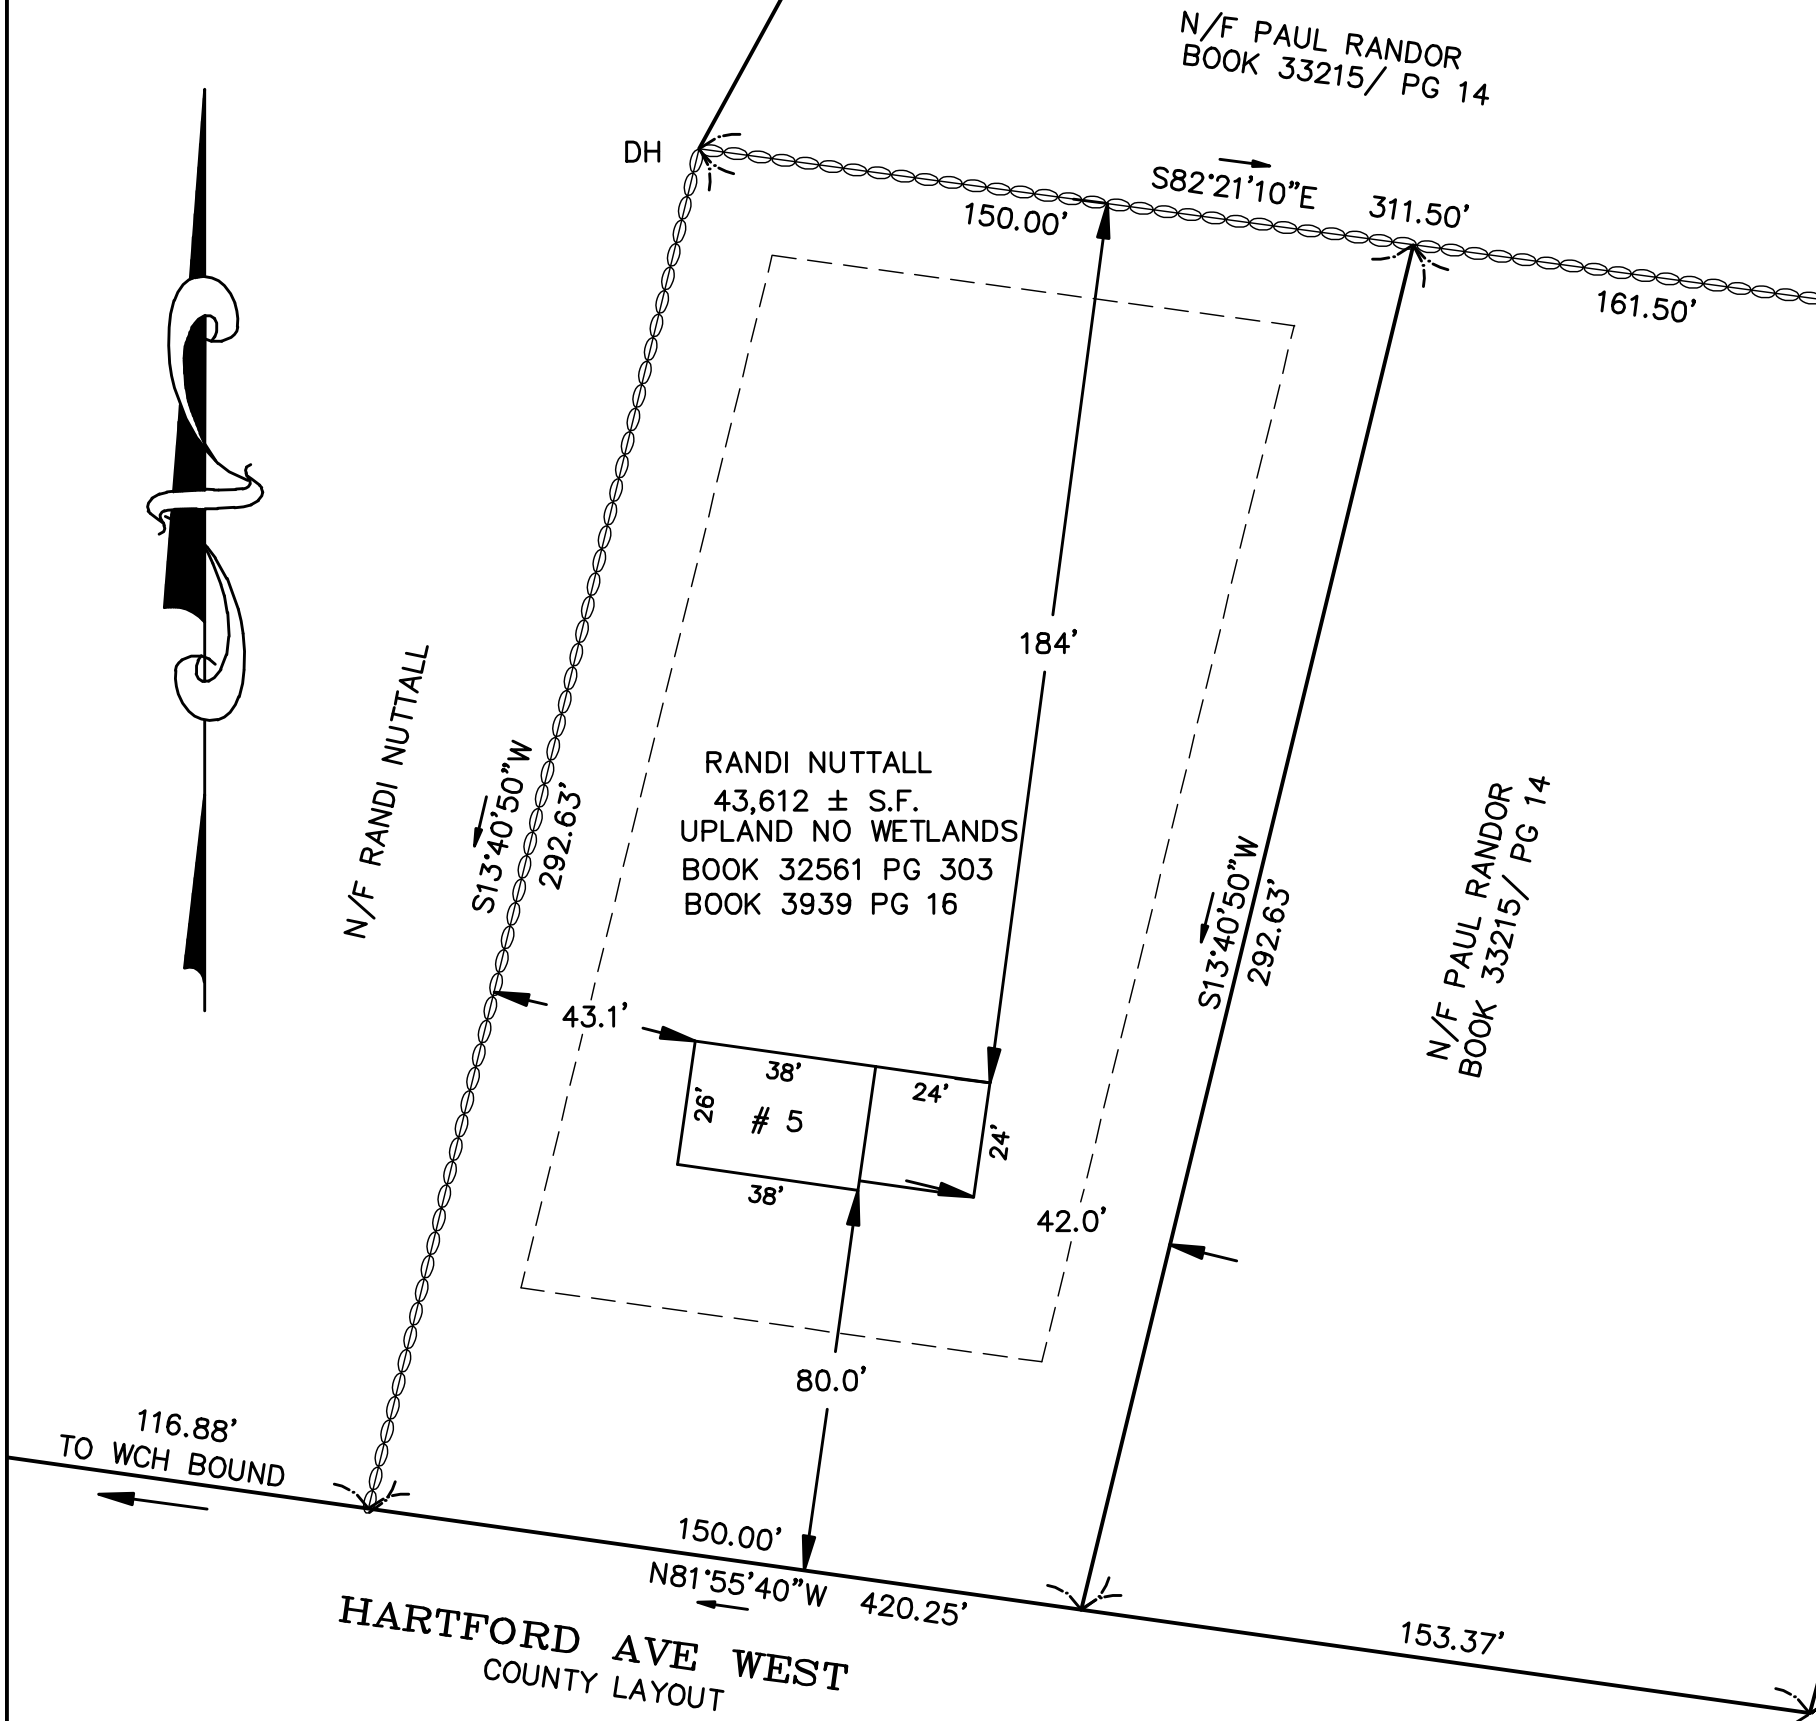 N/F PAUL RANDOR
BOOK 33215/ PG 14
DH
S82°21'10"E
311.50'
150.00'
161.50'
184'
N/F RANDI NUTTALL
S13°40'50"W
292.63'
RANDI NUTTALL
43,612 ± S.F.
UPLAND NO WETLANDS
BOOK 32561 PG 303
BOOK 3939 PG 16
S13°40'50"W
292.63'
N/F PAUL RANDOR
BOOK 33215/ PG 14
43.1'
38'
24'
26'
# 5
24'
38'
42.0'
80.0'
116.88'
TO WCH BOUND
150.00'
N81°55'40"W
420.25'
153.37'
HARTFORD AVE WEST
COUNTY LAYOUT